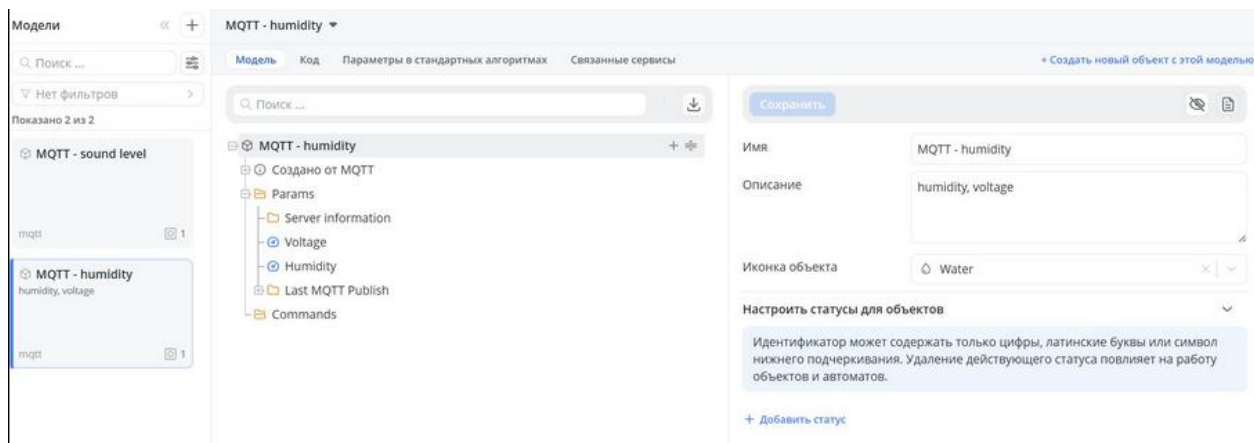 Модели
Поиск ...
Нет фильтров
Показано 2 из 2
MQTT - sound level
mqtt
1
MQTT - humidity
humidity, voltage
mqtt
1
MQTT - humidity
Модель Код Параметры в стандартных алгоритмах Связанные сервисы
+ Создать новый объект с этой моделью
Поиск ...
MQTT - humidity
Создано от MQTT
Params
Server information
Voltage
Humidity
Last MQTT Publish
Commands
Сохранить
Имя
MQTT - humidity
Описание
humidity, voltage
Иконка объекта
Water
Настроить статусы для объектов
Идентификатор может содержать только цифры, латинские буквы или символ
нижнего подчеркивания. Удаление действующего статуса повлияет на работу
объектов и автоматов.
+ Добавить статус